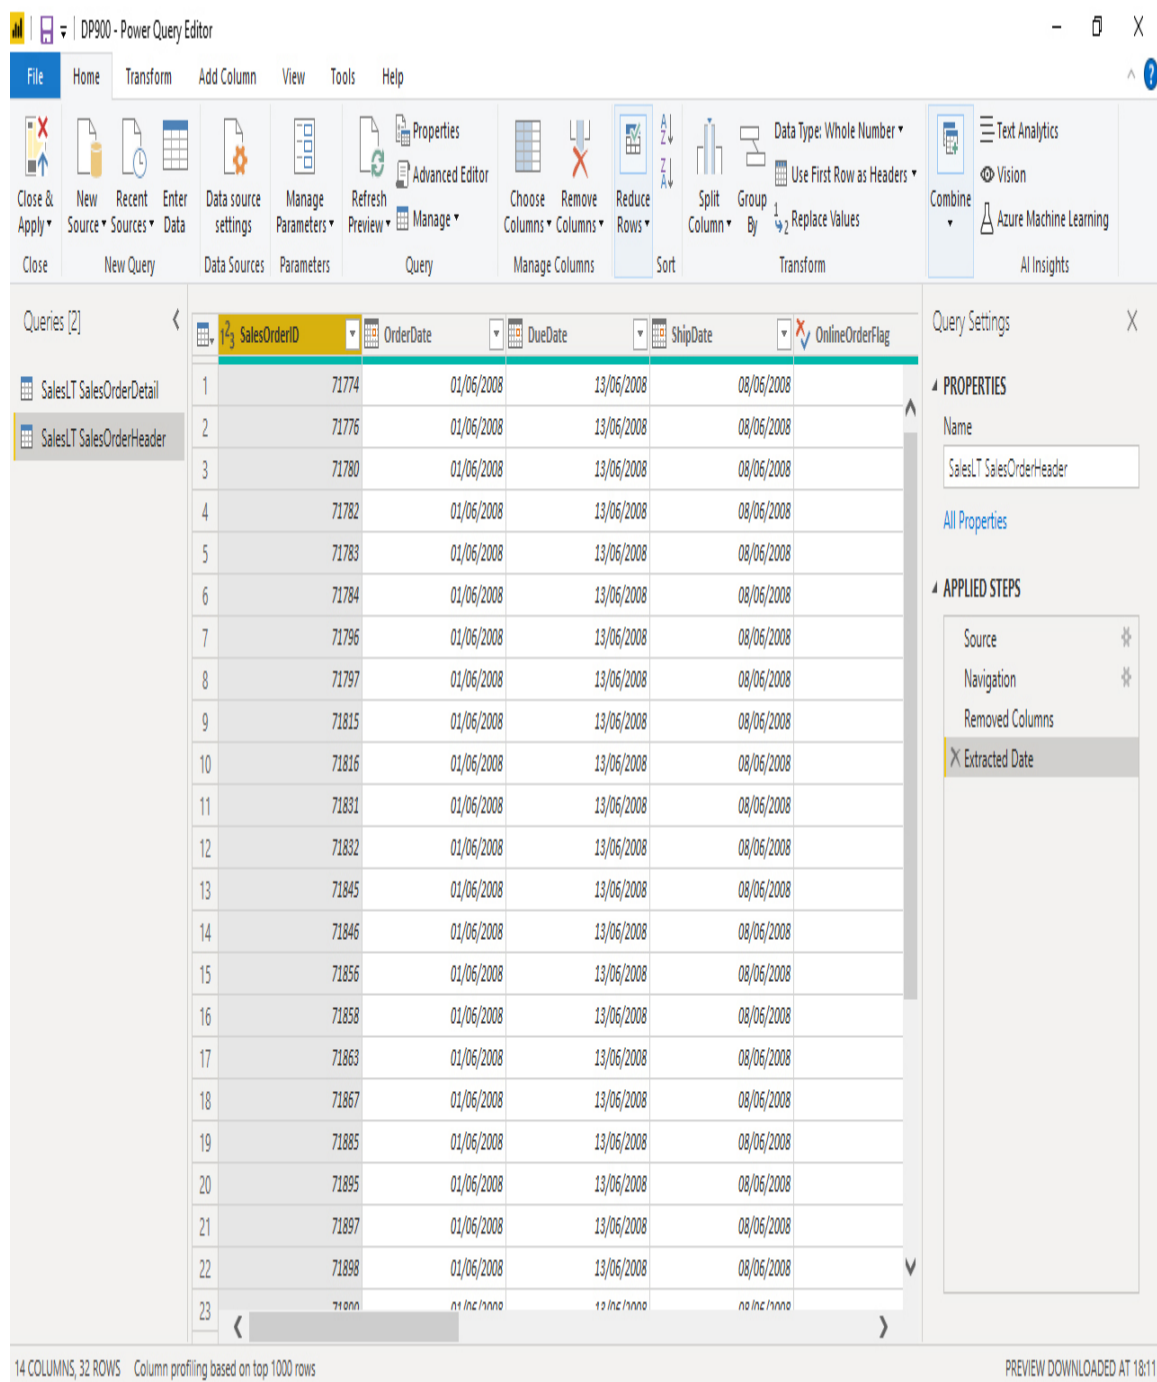 DP900 - Power Query Editor
File Home Transform Add Column View Tools Help
Close & Apply
Close
New Source
Recent Sources
Enter Data
New Query
Data source settings
Data Sources
Manage Parameters
Parameters
Refresh Preview
Properties
Advanced Editor
Manage
Query
Choose Columns
Remove Columns
Manage Columns
Reduce Rows
Sort
Split Column
Group By
Data Type: Whole Number
Use First Row as Headers
Replace Values
Transform
Combine
Text Analytics
Vision
Azure Machine Learning
AI Insights
Queries [2]
SalesLT SalesOrderDetail
SalesLT SalesOrderHeader
SalesOrderID OrderDate DueDate ShipDate OnlineOrderFlag
1 71774 01/06/2008 13/06/2008 08/06/2008
2 71776 01/06/2008 13/06/2008 08/06/2008
3 71780 01/06/2008 13/06/2008 08/06/2008
4 71782 01/06/2008 13/06/2008 08/06/2008
5 71783 01/06/2008 13/06/2008 08/06/2008
6 71784 01/06/2008 13/06/2008 08/06/2008
7 71796 01/06/2008 13/06/2008 08/06/2008
8 71797 01/06/2008 13/06/2008 08/06/2008
9 71815 01/06/2008 13/06/2008 08/06/2008
10 71816 01/06/2008 13/06/2008 08/06/2008
11 71831 01/06/2008 13/06/2008 08/06/2008
12 71832 01/06/2008 13/06/2008 08/06/2008
13 71845 01/06/2008 13/06/2008 08/06/2008
14 71846 01/06/2008 13/06/2008 08/06/2008
15 71856 01/06/2008 13/06/2008 08/06/2008
16 71858 01/06/2008 13/06/2008 08/06/2008
17 71863 01/06/2008 13/06/2008 08/06/2008
18 71867 01/06/2008 13/06/2008 08/06/2008
19 71885 01/06/2008 13/06/2008 08/06/2008
20 71895 01/06/2008 13/06/2008 08/06/2008
21 71897 01/06/2008 13/06/2008 08/06/2008
22 71898 01/06/2008 13/06/2008 08/06/2008
23
Query Settings
PROPERTIES
Name
SalesLT SalesOrderHeader
All Properties
APPLIED STEPS
Source
Navigation
Removed Columns
Extracted Date
14 COLUMNS, 32 ROWS Column profiling based on top 1000 rows
PREVIEW DOWNLOADED AT 18:11